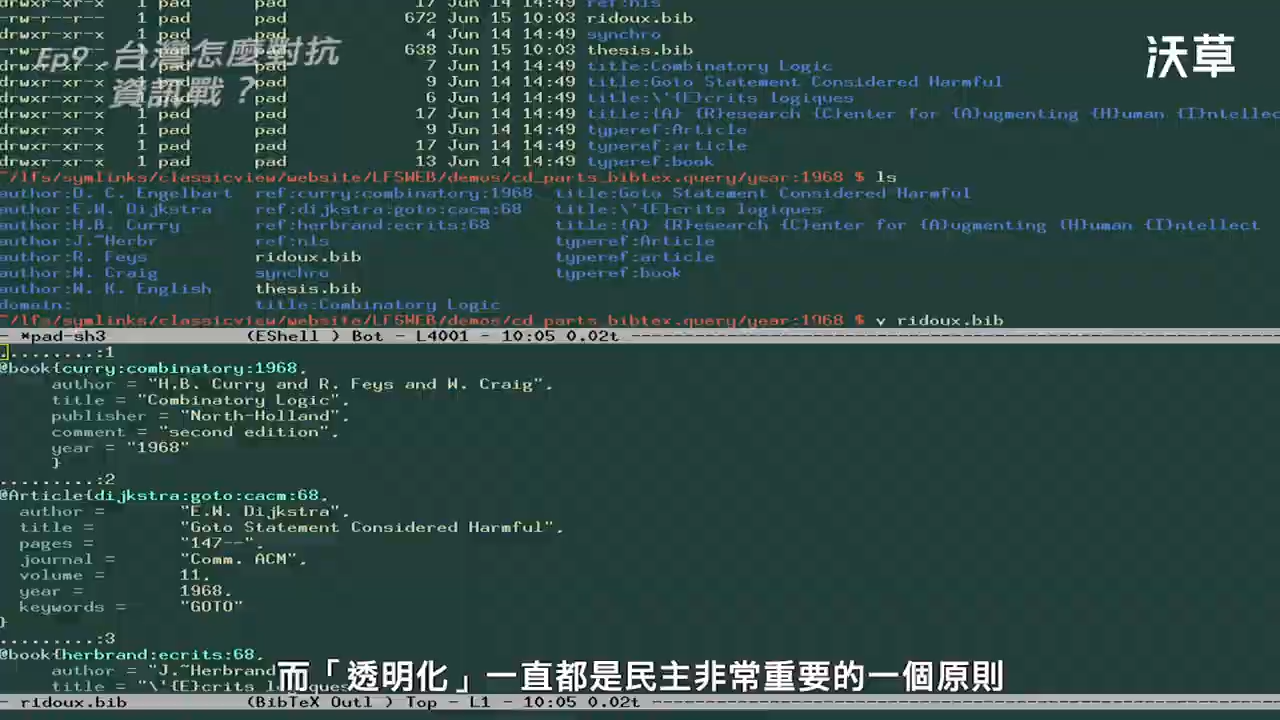 drwxr-xr-x 1 pad pad 17 Jun 14 14:49 ref:nls
-rw-r--r-- 1 pad pad 672 Jun 15 10:03 ridoux.bib
drwxr-xr-x 1 pad pad 4 Jun 14 14:49 synchro
-rw-r--r-- 1 pad pad 638 Jun 15 10:03 thesis.bib
Ep9 .台灣怎麼對抗
資訊戰？
沃草
drwxr-xr-x 1 pad pad 7 Jun 14 14:49 title:Combinatory Logic
drwxr-xr-x 1 pad pad 9 Jun 14 14:49 title:Goto Statement Considered Harmful
drwxr-xr-x 1 pad pad 6 Jun 14 14:49 title:\'{E}crits logiques
drwxr-xr-x 1 pad pad 17 Jun 14 14:49 title:{A} {R}esearch {C}enter for {A}ugmenting {H}uman {I}ntellec
drwxr-xr-x 1 pad pad 9 Jun 14 14:49 typeref:Article
drwxr-xr-x 1 pad pad 17 Jun 14 14:49 typeref:article
drwxr-xr-x 1 pad pad 13 Jun 14 14:49 typeref:book
~/lfs/symlinks/classicview/website/LFSWEB/demos/cd_parts_bibtex.query/year:1968 $ ls
author:D. C. Engelbart ref:curry:combinatory:1968 title:Goto Statement Considered Harmful
author:E.W. Dijkstra ref:dijkstra:goto:cacm:68 title:\'{E}crits logiques
author:H.B. Curry ref:herbrand:ecrits:68 title:{A} {R}esearch {C}enter for {A}ugmenting {H}uman {I}ntellect
author:J.~Herbr ref:nls typeref:Article
author:R. Feys ridoux.bib typeref:article
author:W. Craig synchro typeref:book
author:W. K. English thesis.bib
domain: title:Combinatory Logic
~/lfs/symlinks/classicview/website/LFSWEB/demos/cd_parts_bibtex.query/year:1968 $ v ridoux.bib
- *pad-sh3 (EShell ) Bot - L4001 - 10:05 0.02t
.........:1
@book{curry:combinatory:1968,
author = "H.B. Curry and R. Feys and W. Craig",
title = "Combinatory Logic",
publisher = "North-Holland",
comment = "second edition",
year = "1968"
}
.........:2
@Article{dijkstra:goto:cacm:68,
author = "E.W. Dijkstra",
title = "Goto Statement Considered Harmful",
pages = "147--",
journal = "Comm. ACM",
volume = 11,
year = 1968,
keywords = "GOTO"
}
.........:3
@book{herbrand:ecrits:68,
author = "J.~Herbrand
title = "\'{E}crits logiques
而「透明化」一直都是民主非常重要的一個原則
- ridoux.bib (BibTeX Outl ) Top - L1 - 10:05 0.02t